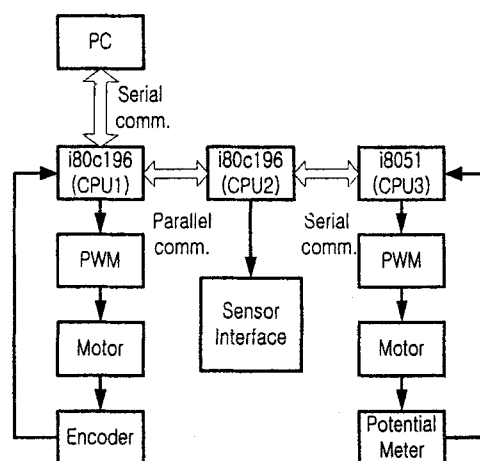 PC
Serial
comm.
i80c196
(CPU1)
i80c196
(CPU2)
i8051
(CPU3)
Parallel
comm.
Serial
comm.
PWM
PWM
Sensor
Interface
Motor
Motor
Encoder
Potential
Meter